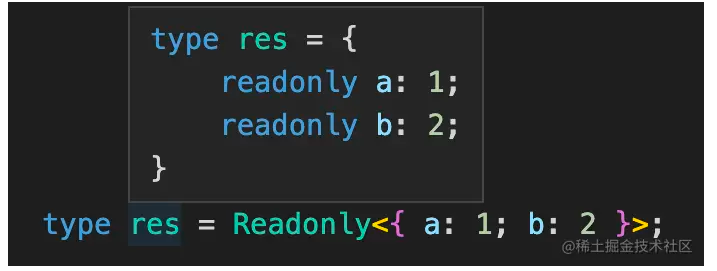 type res = {
    readonly a: 1;
    readonly b: 2;
}
type res = Readonly<{ a: 1; b: 2 }>;
@稀土掘金技术社区